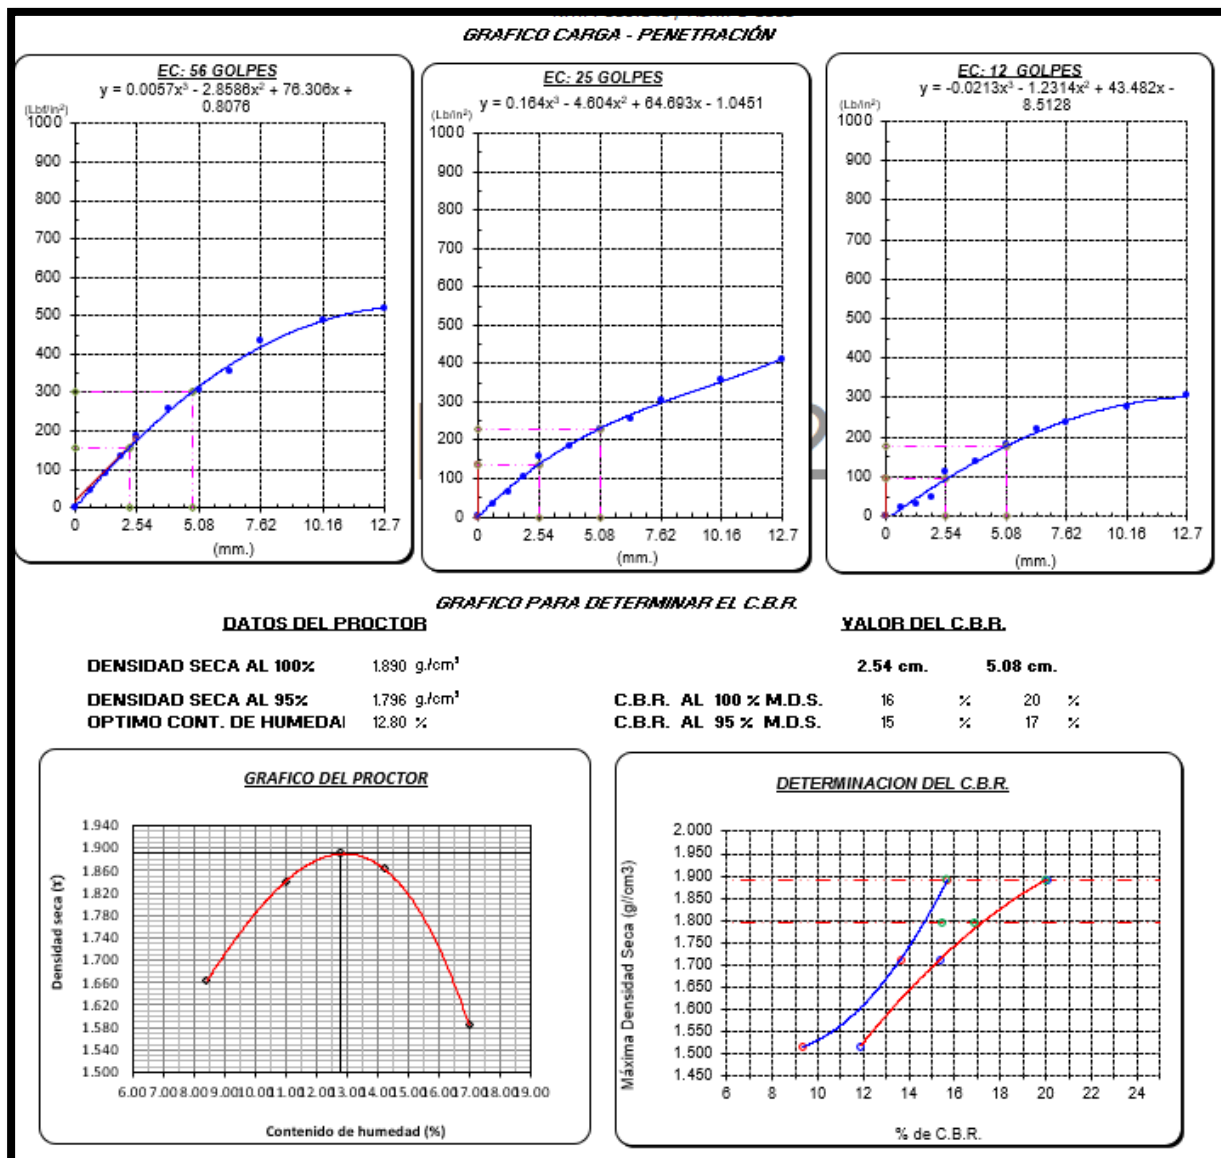 GRAFICO CARGA - PENETRACIÓN
EC: 56 GOLPES
y = 0.0057x³ - 2.8586x² + 76.306x +
0.8076
(Lbf/in²)
1000
900
800
700
600
500
400
300
200
100
0
0 2.54 5.08 7.62 10.16 12.7
(mm.)
EC: 25 GOLPES
y = 0.164x³ - 4.604x² + 64.693x - 1.0451
(Lb/in²)
1000
900
800
700
600
500
400
300
200
100
0
0 2.54 5.08 7.62 10.16 12.7
(mm.)
EC: 12 GOLPES
y = -0.0213x³ - 1.2314x² + 43.482x -
8.5128
(Lb/in²)
1000
900
800
700
600
500
400
300
200
100
0
0 2.54 5.08 7.62 10.16 12.7
(mm.)
GRAFICO PARA DETERMINAR EL C.B.R.
DATOS DEL PROCTOR
VALOR DEL C.B.R.
DENSIDAD SECA AL 100% 1.890 g./cm³
2.54 cm. 5.08 cm.
DENSIDAD SECA AL 95% 1.796 g./cm³
C.B.R. AL 100 % M.D.S. 16 % 20 %
OPTIMO CONT. DE HUMEDAI 12.80 %
C.B.R. AL 95 % M.D.S. 15 % 17 %
GRAFICO DEL PROCTOR
Densidad seca (x)
1.940
1.900
1.860
1.820
1.780
1.740
1.700
1.660
1.620
1.580
1.540
1.500
6.00 7.00 8.00 9.00 10.00 11.00 12.00 13.00 14.00 15.00 16.00 17.00 18.00 19.00
Contenido de humedad (%)
DETERMINACION DEL C.B.R.
Máxima Densidad Seca (g//cm3)
2.000
1.950
1.900
1.850
1.800
1.750
1.700
1.650
1.600
1.550
1.500
1.450
6 8 10 12 14 16 18 20 22 24
% de C.B.R.